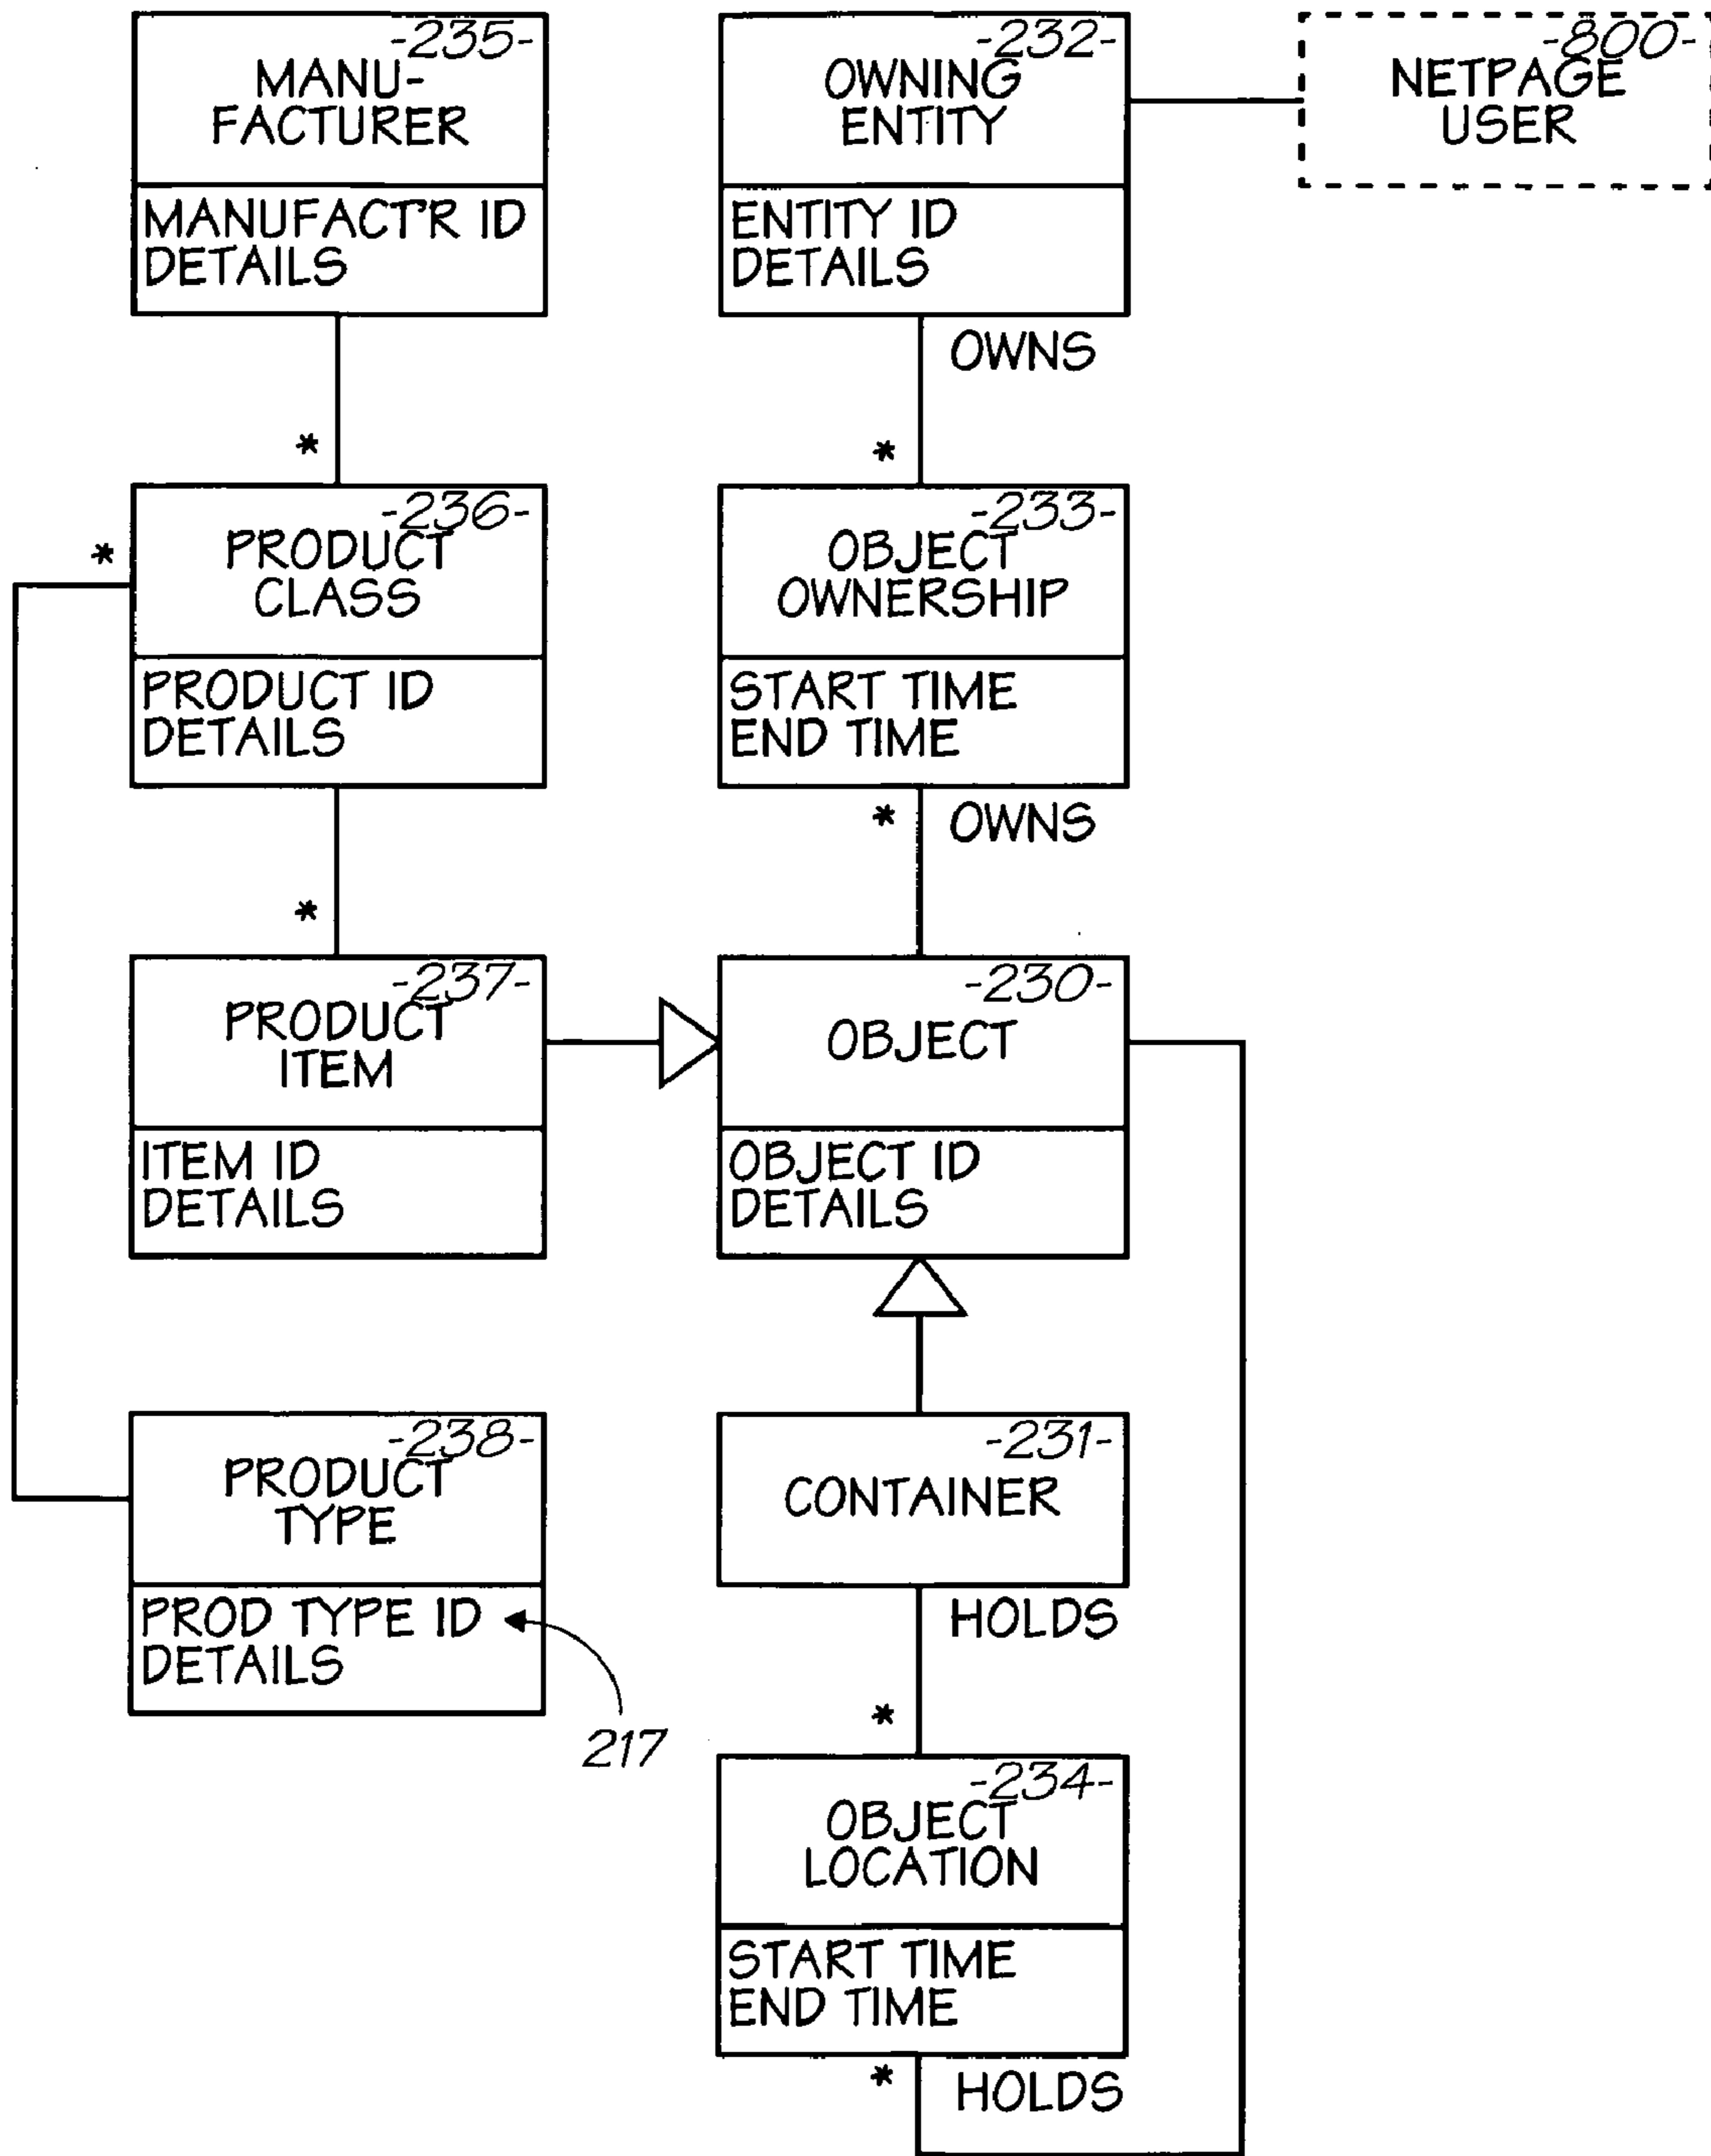 -235-
MANU-
FACTURER
MANUFACT'R ID
DETAILS
-232-
OWNING
ENTITY
ENTITY ID
DETAILS
-800-
NETPAGE
USER
OWNS
*
*
-236-
PRODUCT
CLASS
PRODUCT ID
DETAILS
*
-233-
OBJECT
OWNERSHIP
START TIME
END TIME
* OWNS
*
-237-
PRODUCT
ITEM
ITEM ID
DETAILS
-230-
OBJECT
OBJECT ID
DETAILS
-238-
PRODUCT
TYPE
PROD TYPE ID
DETAILS
217
-231-
CONTAINER
HOLDS
*
-234-
OBJECT
LOCATION
START TIME
END TIME
* HOLDS